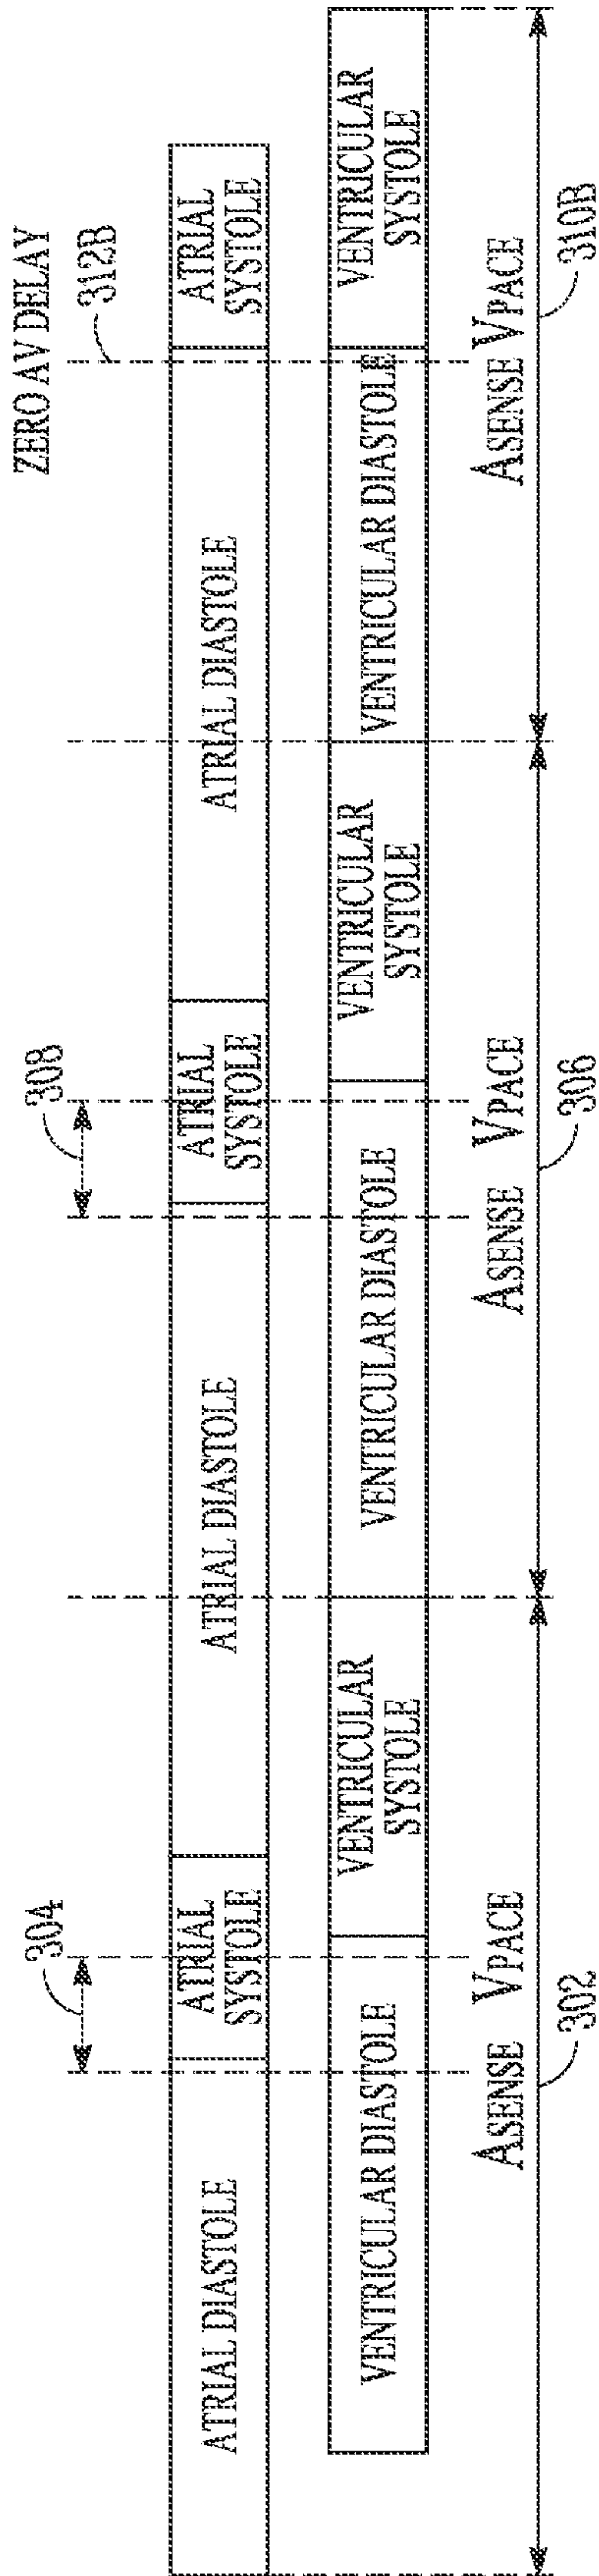 ZERO AV DELAY
304
308
312B
ATRIAL DIASTOLE
ATRIAL
SYSTOLE
ATRIAL DIASTOLE
ATRIAL
SYSTOLE
ATRIAL DIASTOLE
ATRIAL
SYSTOLE
VENTRICULAR DIASTOLE
VENTRICULAR
SYSTOLE
VENTRICULAR DIASTOLE
VENTRICULAR
SYSTOLE
VENTRICULAR DIASTOLE
VENTRICULAR
SYSTOLE
ASENSE VPACE
ASENSE VPACE
ASENSE VPACE
302
306
310B